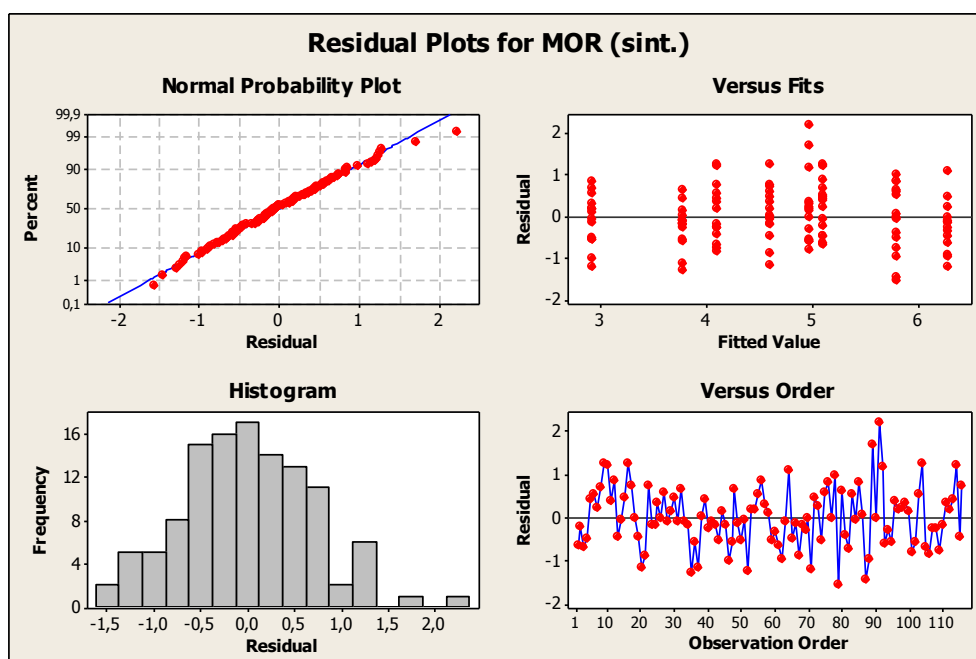 Residual Plots for MOR (sint.)
Normal Probability Plot
99,9
99
90
50
10
1
0,1
Percent
-2 -1 0 1 2
Residual
Versus Fits
2
1
0
-1
-2
Residual
3 4 5 6
Fitted Value
Histogram
16
12
8
4
0
Frequency
-1,5 -1,0 -0,5 0,0 0,5 1,0 1,5 2,0
Residual
Versus Order
2
1
0
-1
-2
Residual
1 10 20 30 40 50 60 70 80 90 100 110
Observation Order